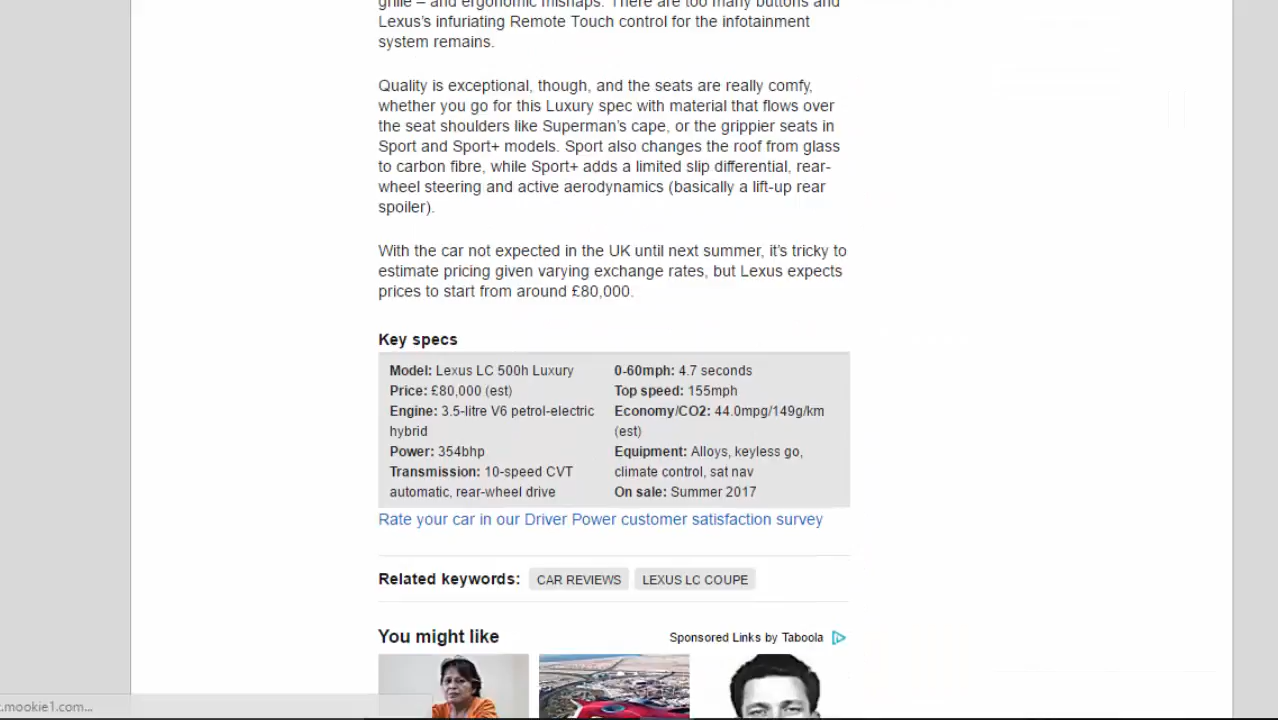 grille – and ergonomic mishaps. There are too many buttons and
Lexus's infuriating Remote Touch control for the infotainment
system remains.
Quality is exceptional, though, and the seats are really comfy,
whether you go for this Luxury spec with material that flows over
the seat shoulders like Superman's cape, or the grippier seats in
Sport and Sport+ models. Sport also changes the roof from glass
to carbon fibre, while Sport+ adds a limited slip differential, rear-
wheel steering and active aerodynamics (basically a lift-up rear
spoiler).
With the car not expected in the UK until next summer, it's tricky to
estimate pricing given varying exchange rates, but Lexus expects
prices to start from around £80,000.
Key specs
Model: Lexus LC 500h Luxury
Price: £80,000 (est)
Engine: 3.5-litre V6 petrol-electric
hybrid
Power: 354bhp
Transmission: 10-speed CVT
automatic, rear-wheel drive
0-60mph: 4.7 seconds
Top speed: 155mph
Economy/CO2: 44.0mpg/149g/km
(est)
Equipment: Alloys, keyless go,
climate control, sat nav
On sale: Summer 2017
Rate your car in our Driver Power customer satisfaction survey
Related keywords: CAR REVIEWS LEXUS LC COUPE
You might like
Sponsored Links by Taboola
.mookie1.com...